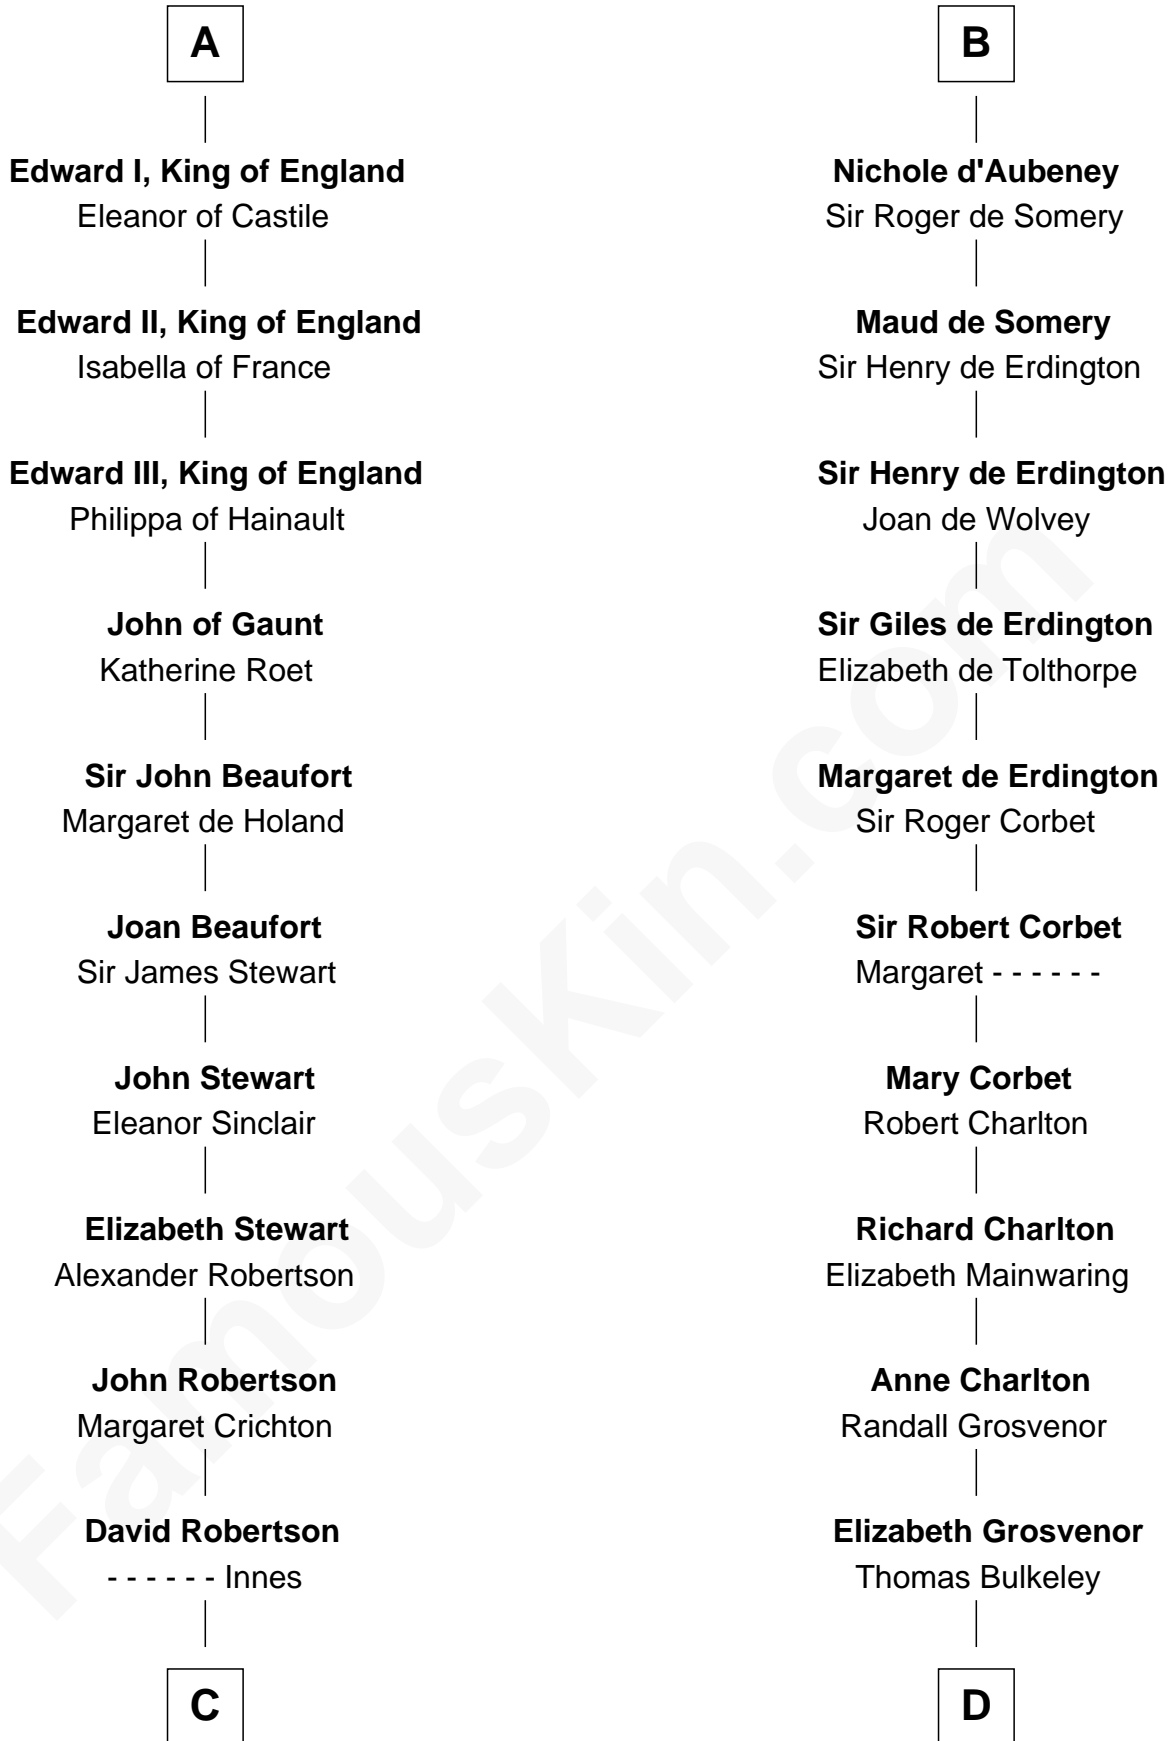 A
Edward I, King of England
Eleanor of Castile
Edward II, King of England
Isabella of France
Edward III, King of England
Philippa of Hainault
John of Gaunt
Katherine Roet
Sir John Beaufort
Margaret de Holand
Joan Beaufort
Sir James Stewart
John Stewart
Eleanor Sinclair
Elizabeth Stewart
Alexander Robertson
John Robertson
Margaret Crichton
David Robertson
- - - - - - Innes
C
B
Nichole d'Aubeney
Sir Roger de Somery
Maud de Somery
Sir Henry de Erdington
Sir Henry de Erdington
Joan de Wolvey
Sir Giles de Erdington
Elizabeth de Tolthorpe
Margaret de Erdington
Sir Roger Corbet
Sir Robert Corbet
Margaret - - - - - -
Mary Corbet
Robert Charlton
Richard Charlton
Elizabeth Mainwaring
Anne Charlton
Randall Grosvenor
Elizabeth Grosvenor
Thomas Bulkeley
D
FamousKin.com